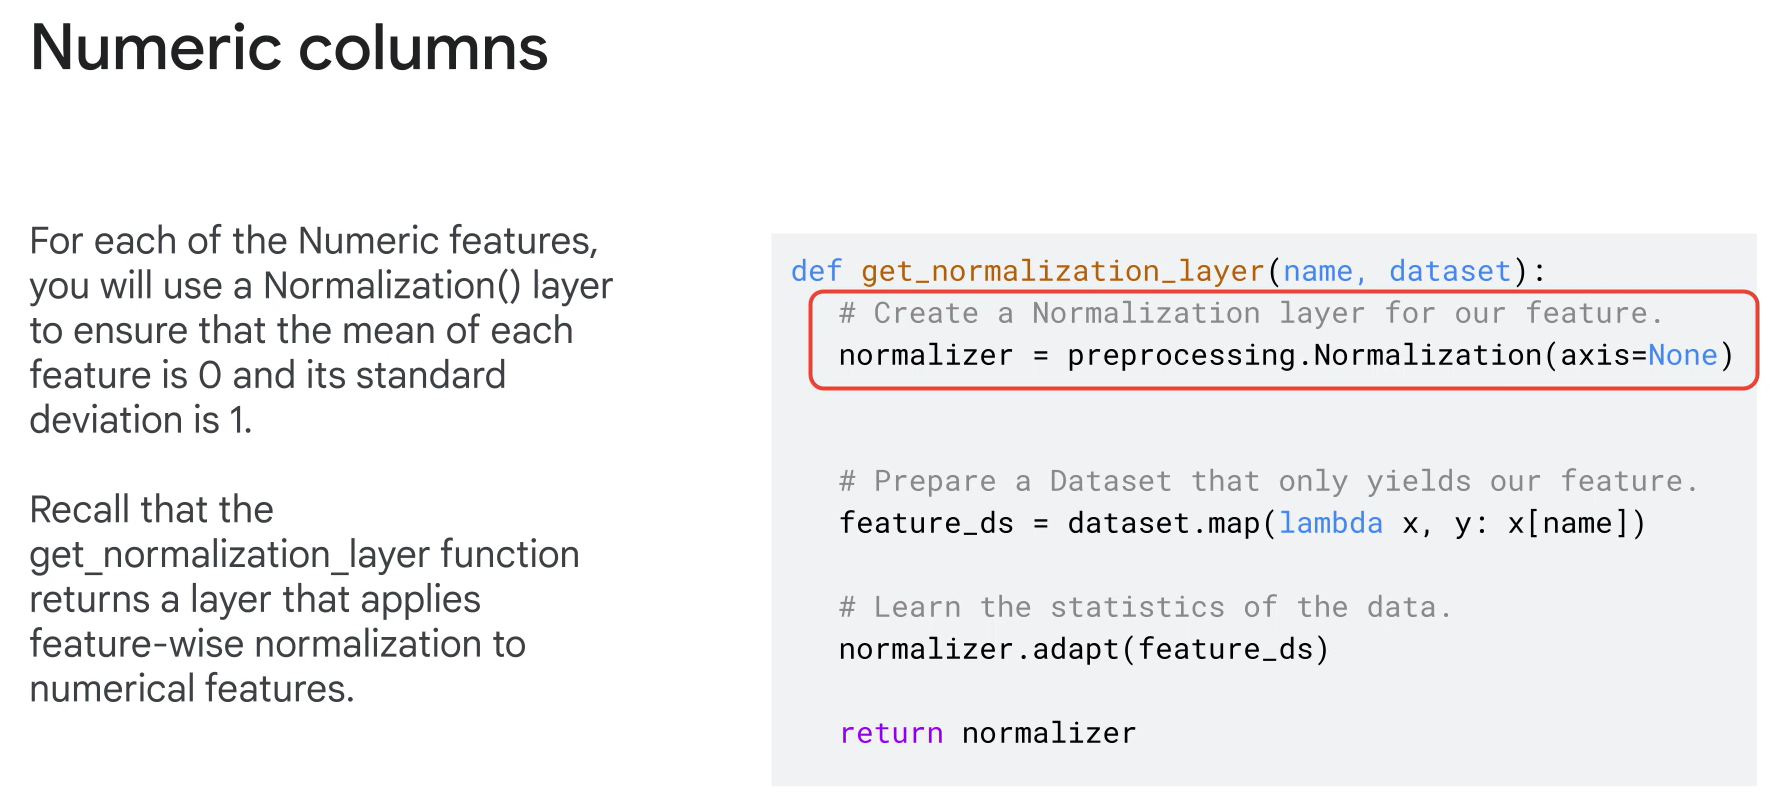 Numeric columns
For each of the Numeric features,
you will use a Normalization() layer
to ensure that the mean of each
feature is 0 and its standard
deviation is 1.
Recall that the
get_normalization_layer function
returns a layer that applies
feature-wise normalization to
numerical features.
def get_normalization_layer(name, dataset):
# Create a Normalization layer for our feature.
normalizer = preprocessing.Normalization(axis=None)
# Prepare a Dataset that only yields our feature.
feature_ds = dataset.map(lambda x, y: x[name])
# Learn the statistics of the data.
normalizer.adapt(feature_ds)
return normalizer